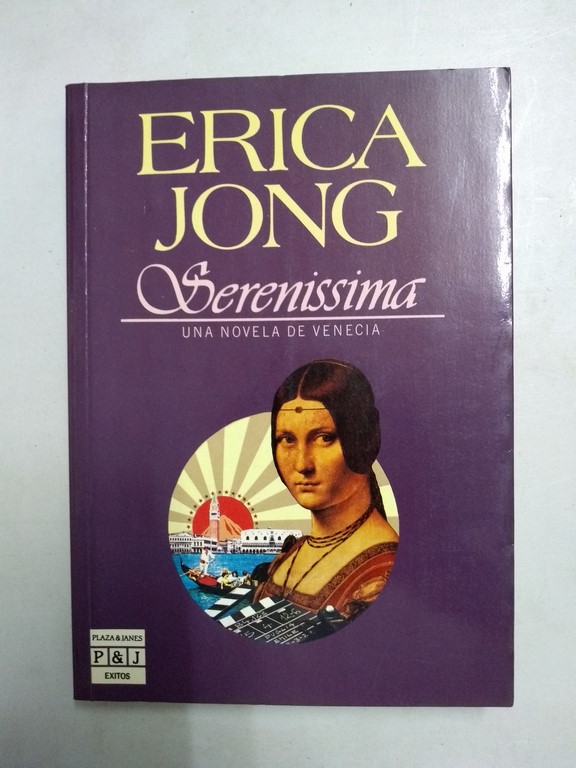 ERICA
JONG
Serenissima
UNA NOVELA DE VENECIA
PLAZA & JANES
P & J
EXITOS